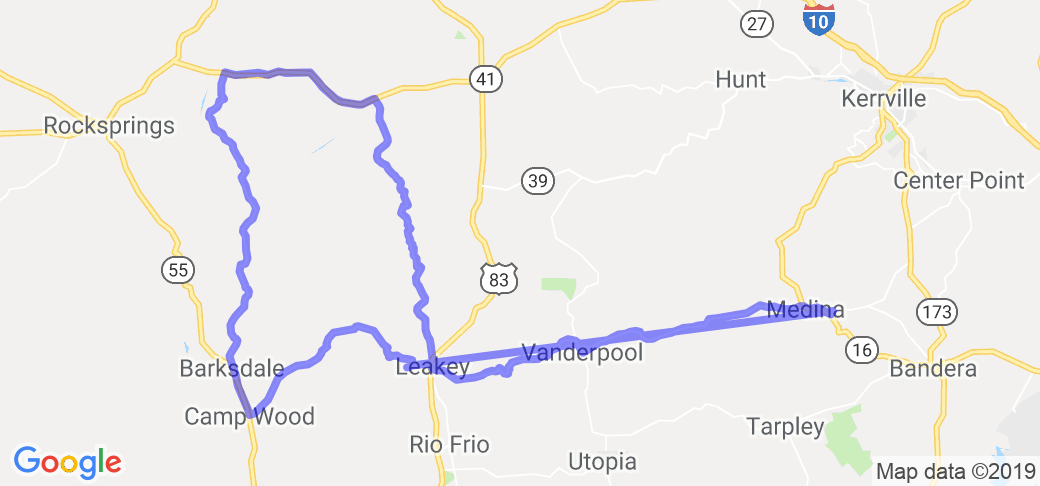 10
27
41
Hunt
Kerrville
Rocksprings
39
Center Point
55
83
Medina
173
16
Vanderpool
Leakey
Barksdale
Bandera
Camp Wood
Tarpley
Rio Frio
Utopia
Google
Map data ©2019